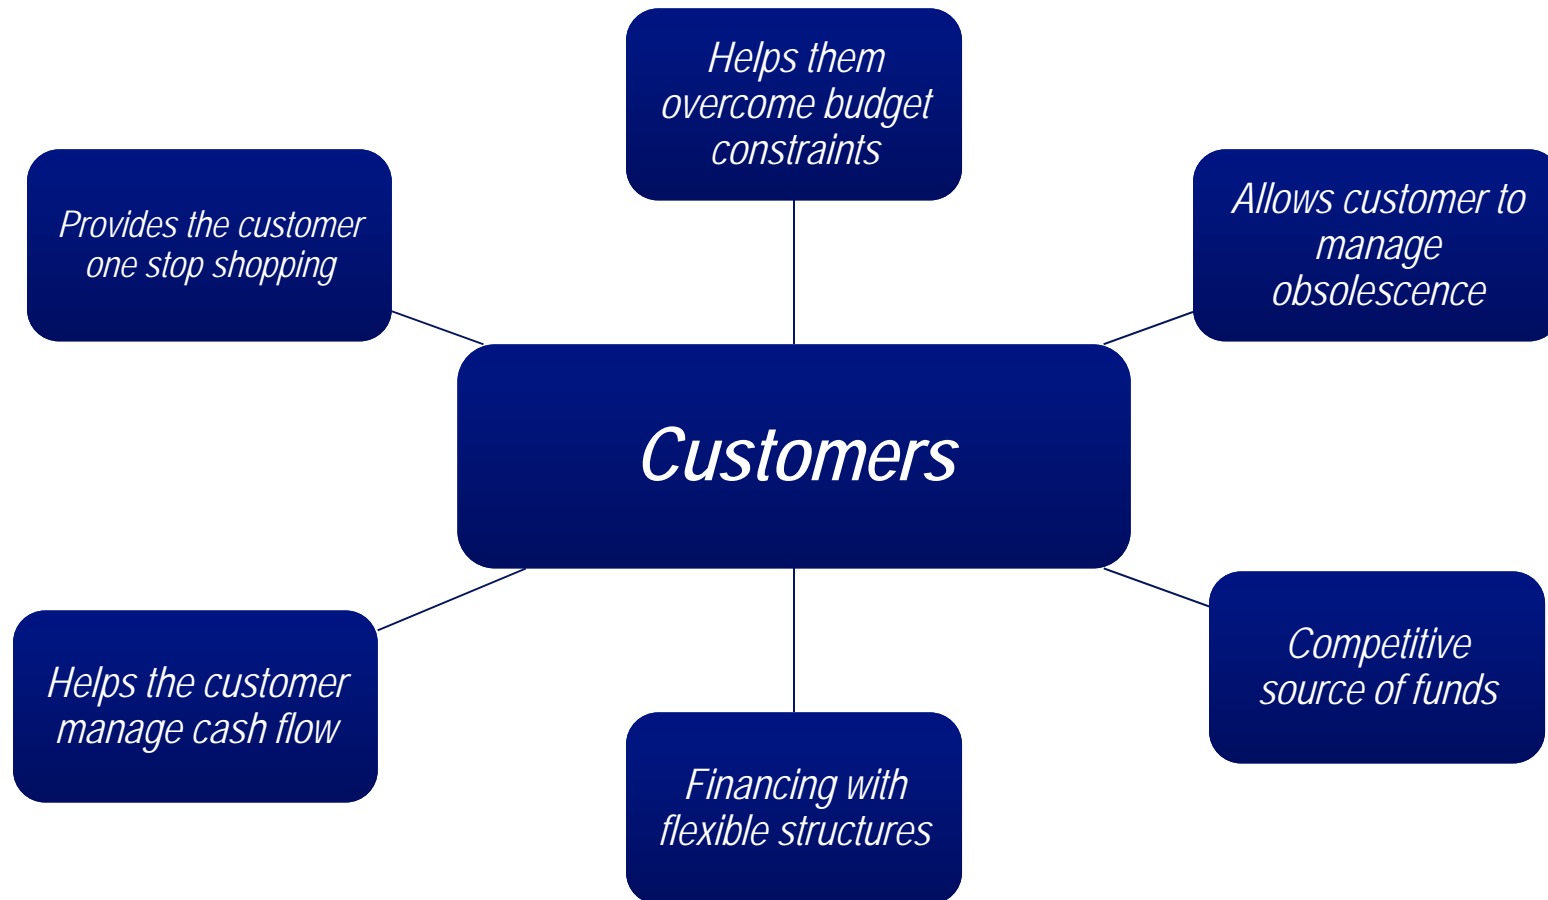 Helps them
overcome budget
constraints
Provides the customer
one stop shopping
Allows customer to
manage
obsolescence
Customers
Helps the customer
manage cash flow
Competitive
source of funds
Financing with
flexible structures